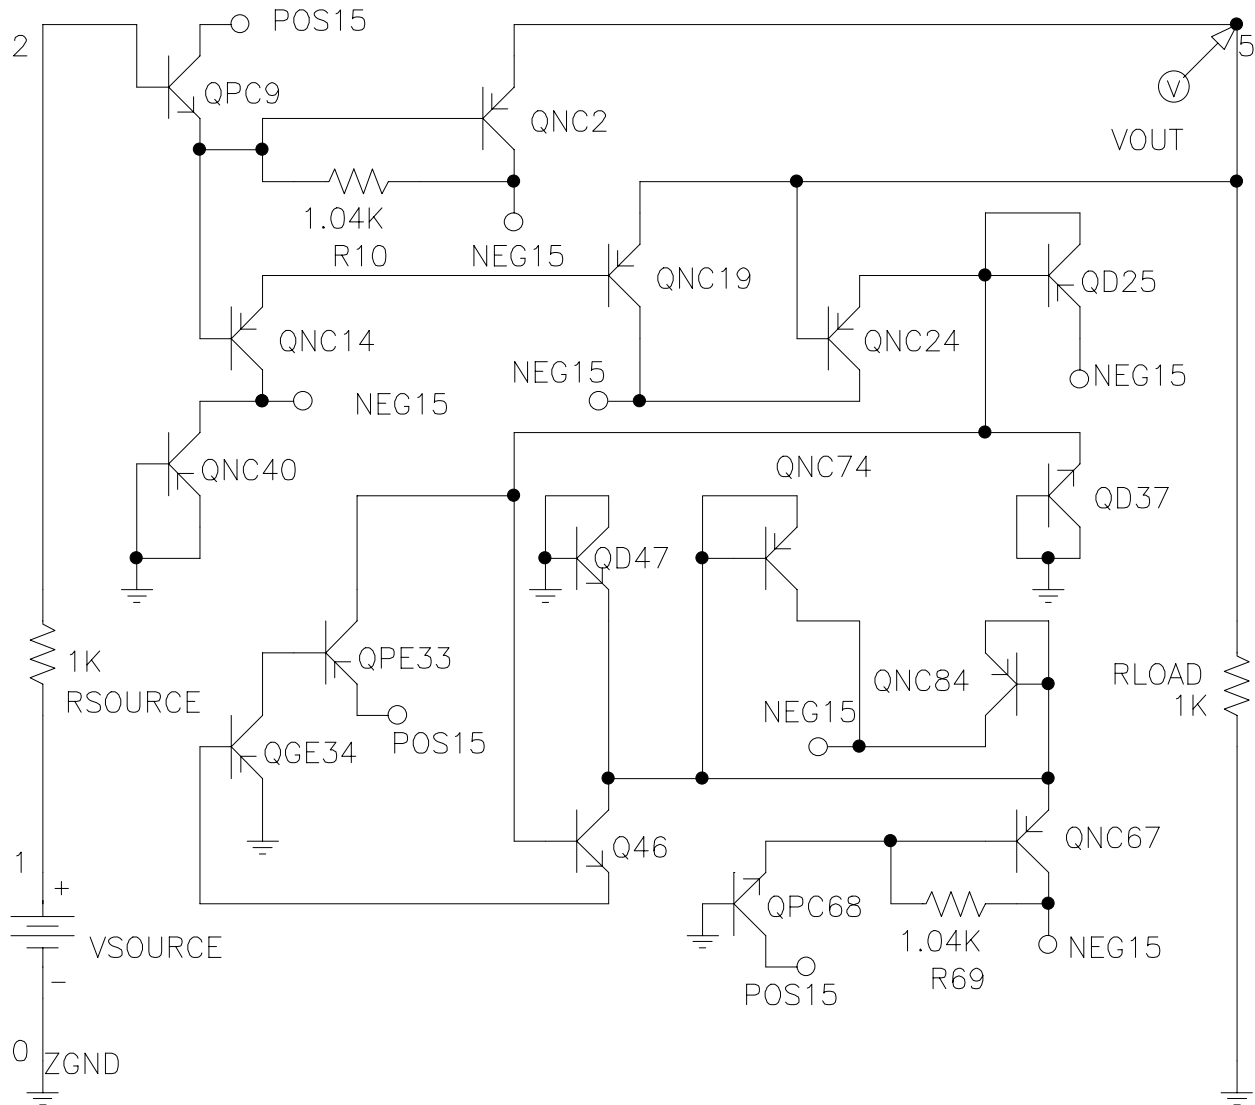 POS15
2
5
QPC9
QNC2
V
VOUT
1.04K
R10
NEG15
QNC19
QD25
QNC14
QNC24
NEG15
NEG15
NEG15
QNC40
QNC74
QD37
QD47
QPE33
1K
RSOURCE
QNC84
RLOAD
1K
NEG15
QGE34
POS15
Q46
QNC67
1
+
QPC68
1.04K
R69
NEG15
VSOURCE
−
POS15
0
ZGND